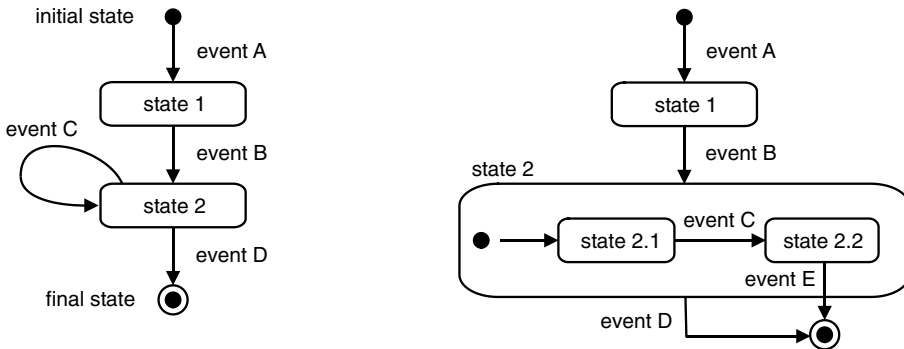 initial state
event A
state 1
event C
event B
state 2
event D
final state
event A
state 1
event B
state 2
event C
state 2.1
state 2.2
event E
event D